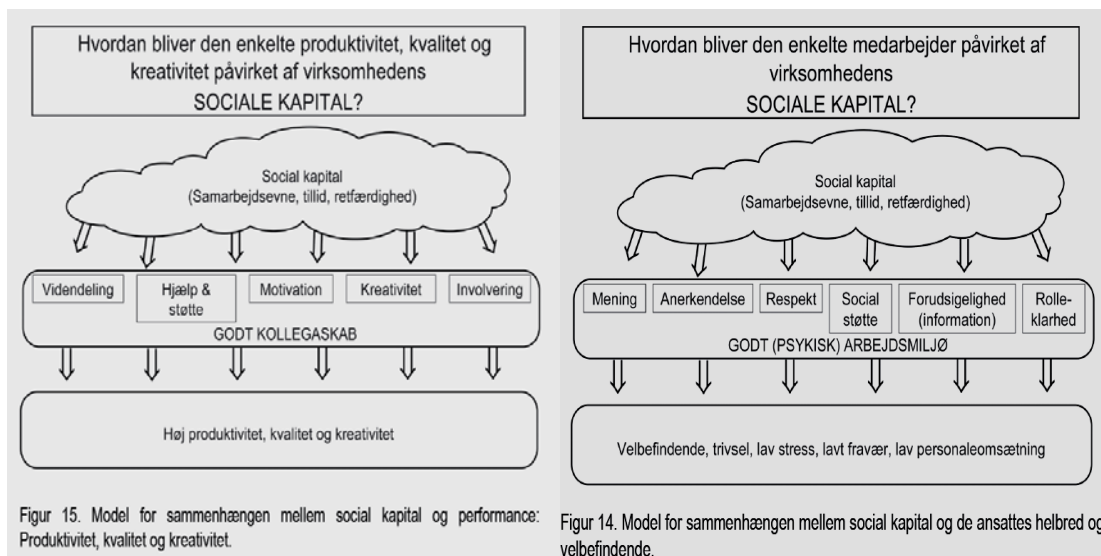 Hvordan bliver den enkelte produktivitet, kvalitet og
kreativitet påvirket af virksomhedens
SOCIALE KAPITAL?
Social kapital
(Samarbejdsevne, tillid, retfærdighed)
Videndeling
Hjælp &
støtte
Motivation
Kreativitet
Involvering
GODT KOLLEGASKAB
Høj produktivitet, kvalitet og kreativitet
Figur 15. Model for sammenhængen mellem social kapital og performance:
Produktivitet, kvalitet og kreativitet.
Hvordan bliver den enkelte medarbejder påvirket af
virksomhedens
SOCIALE KAPITAL?
Social kapital
(Samarbejdsevne, tillid, retfærdighed)
Mening
Anerkendelse
Respekt
Social
støtte
Forudsigelighed
(information)
Rolle-
klarhed
GODT (PSYKISK) ARBEJDSMILJØ
Velbefindende, trivsel, lav stress, lavt fravær, lav personaleomsætning
Figur 14. Model for sammenhængen mellem social kapital og de ansattes helbred og
velbefindende.